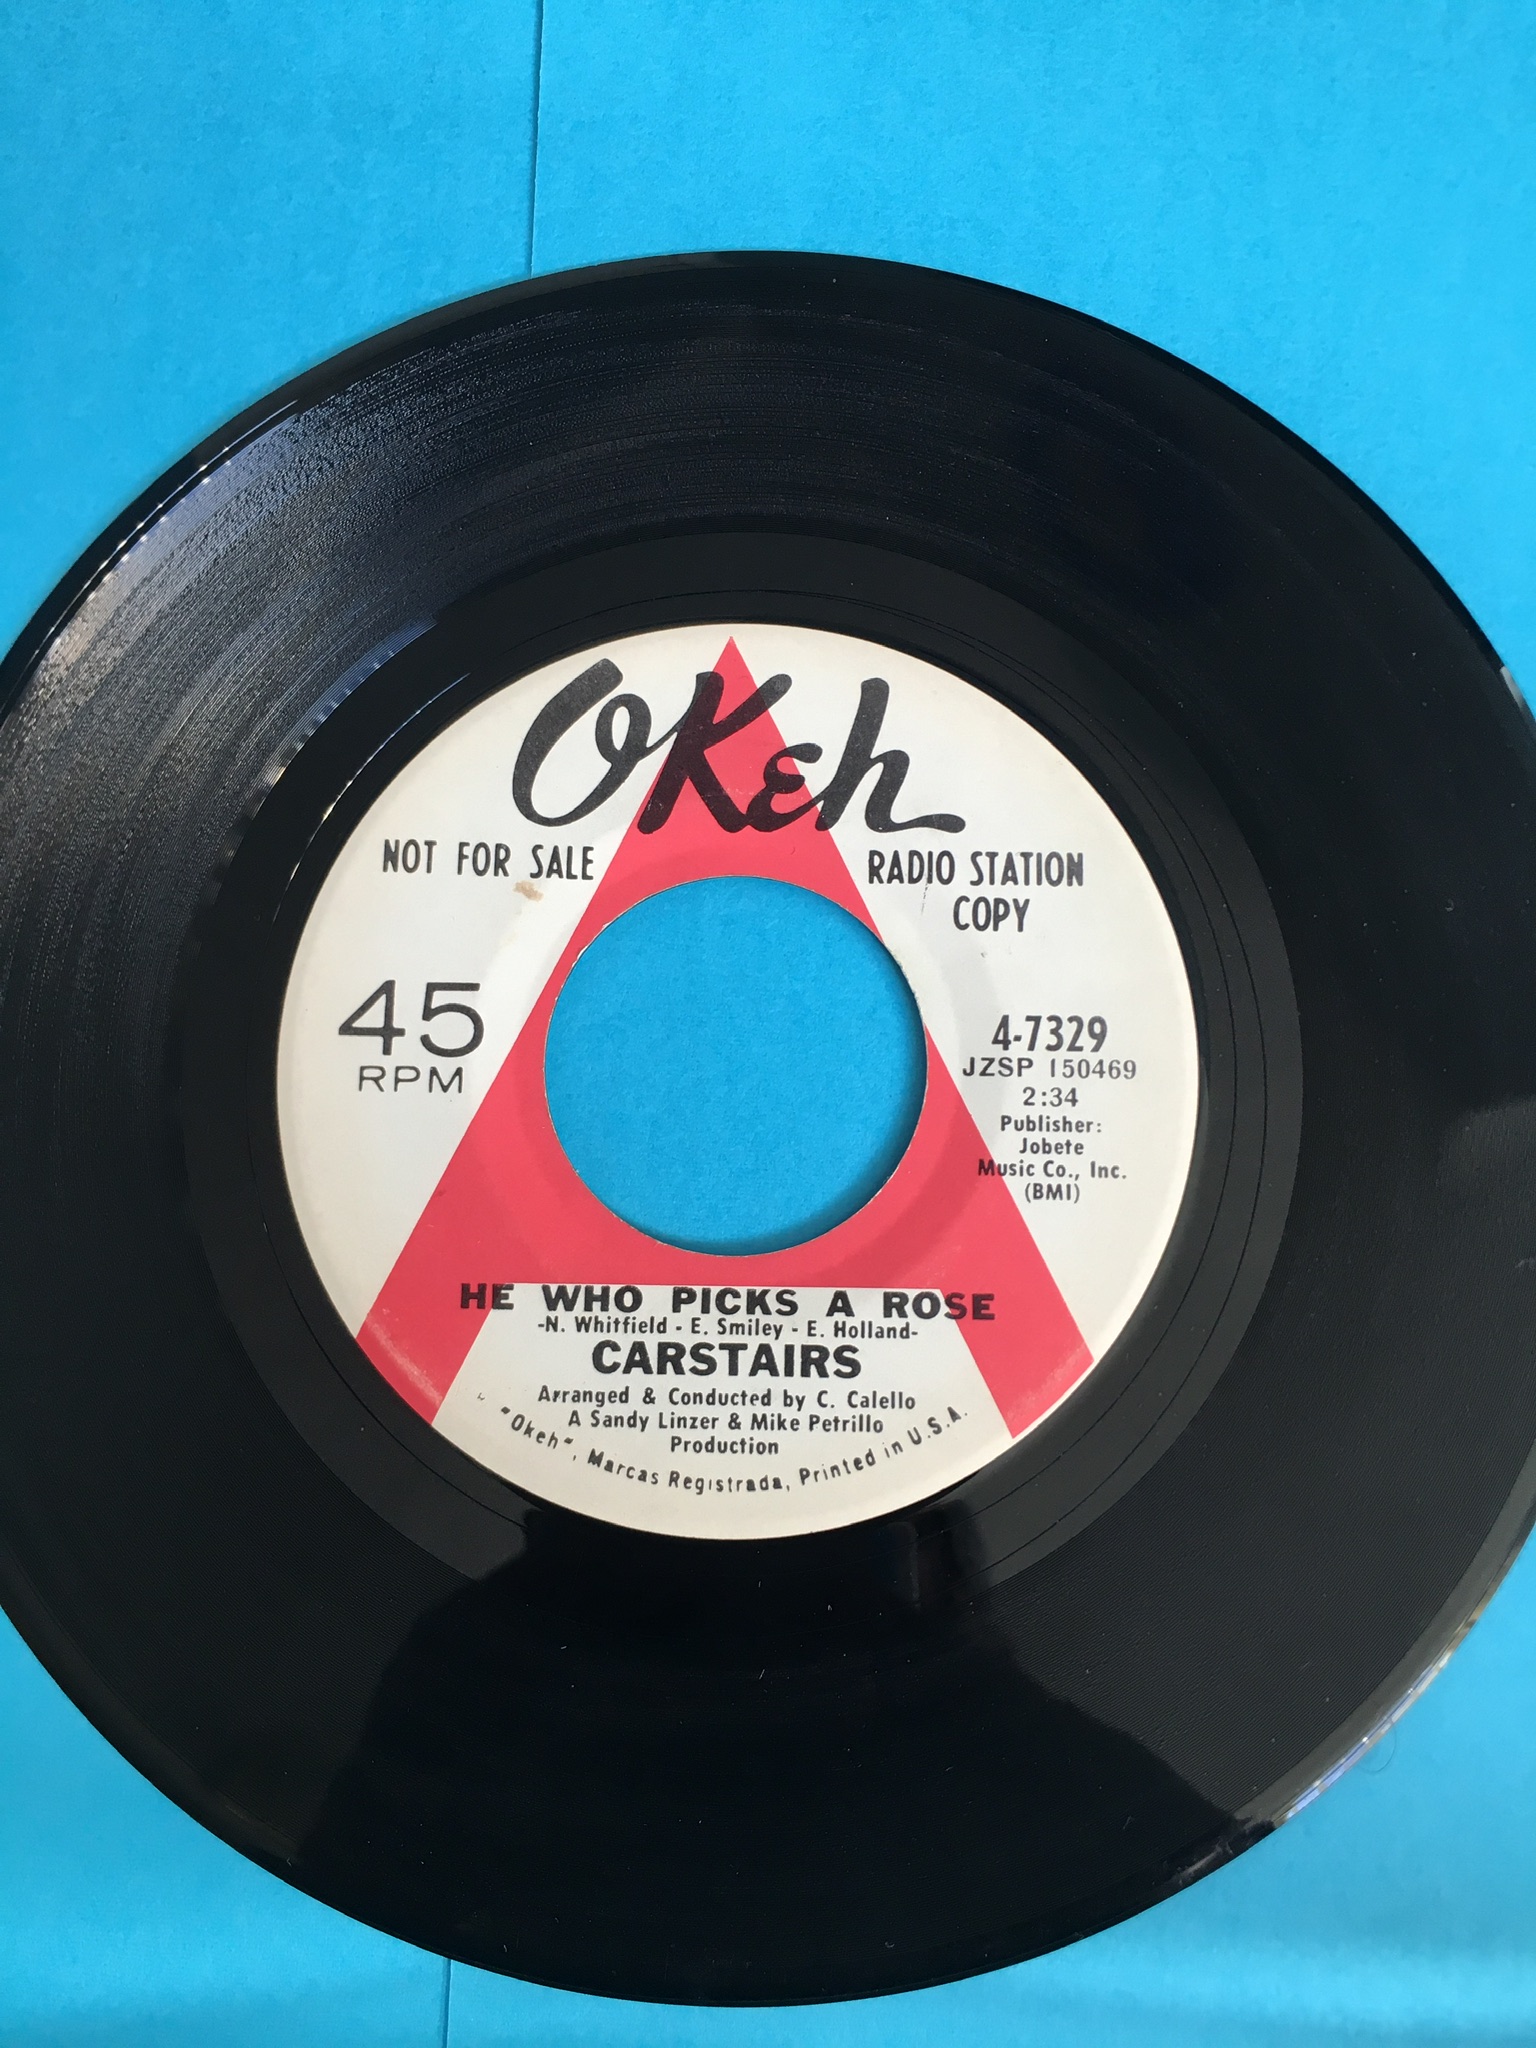 OKeh
NOT FOR SALE
RADIO STATION
COPY
45
RPM
4-7329
JZSP 150469
2:34
Publisher:
Jobete
Music Co., Inc.
(BMI)
HE WHO PICKS A ROSE
-N. Whitfield - E. Smiley - E. Holland-
CARSTAIRS
Arranged & Conducted by C. Calello
A Sandy Linzer & Mike Petrillo
Production
"Okeh", Marcas Registrada, Printed in U.S.A.